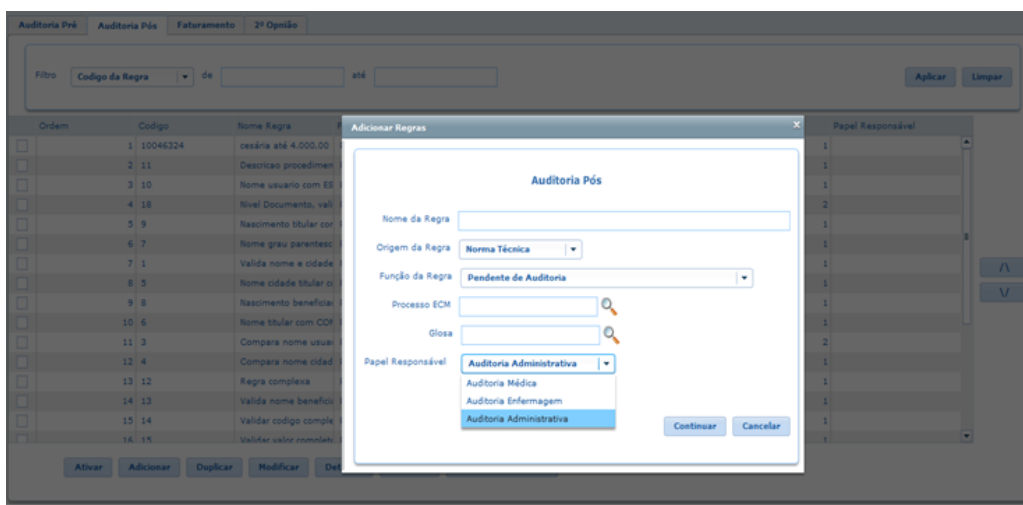 Auditoria Pré Auditoria Pós Faturamento 2º Opnião
Filtro Codigo da Regra de até Aplicar Limpar
Ordem Codigo Nome Regra Papel Responsável
1 10046324 cesária até 4.000,00 1
2 11 Descricao procedimen 1
3 10 Nome usuario com ES 1
4 18 Nivel Documento, vali 2
5 9 Nascimento titular cor 1
6 7 Nome grau parentesc 1
7 1 Valida nome e cidade 1
8 5 Nome cidade titular c 1
9 8 Nascimento beneficiar 1
10 6 Nome titular com COM 1
11 3 Compara nome usuar 2
12 4 Compara nome cidad 1
13 12 Regra complexa 1
14 13 Valida nome benefici 1
15 14 Validar codigo comple 1
16 15 Validar valor complet 1
/\
\/
Ativar Adicionar Duplicar Modificar De
Adicionar Regras x
Auditoria Pós
Nome da Regra
Origem da Regra Norma Técnica
Função da Regra Pendente de Auditoria
Processo ECM
Glosa
Papel Responsável Auditoria Administrativa
Auditoria Médica
Auditoria Enfermagem
Auditoria Administrativa
Continuar Cancelar